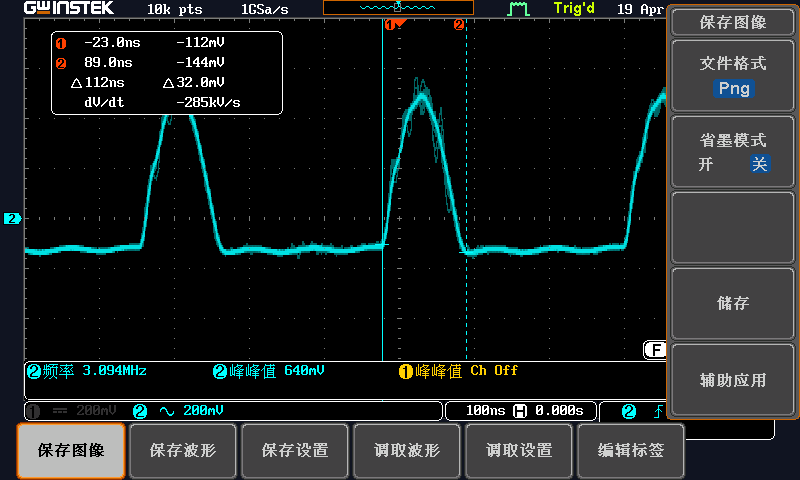 GWINSTEK 10k pts 1GSa/s Trig'd 19 Apr
1 -23.0ns -112mV
2 89.0ns -144mV
△112ns △32.0mV
dV/dt -285kV/s
1 2
2
F
2 频率 3.094MHz 2 峰峰值 640mV 1 峰峰值 Ch Off
1 200mV 2 200mV 100ns H 0.000s 2
保存图像
文件格式
Png
省墨模式
开 关
储存
辅助应用
保存图像 保存波形 保存设置 调取波形 调取设置 编辑标签